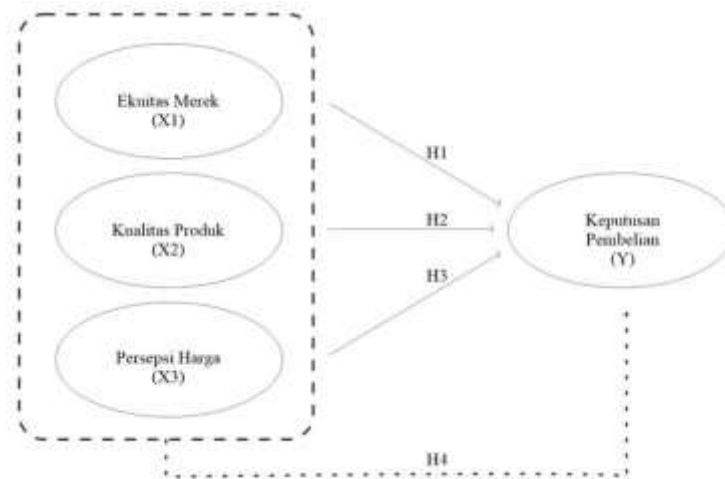 Ekuitas Merek
(X1)
H1
Kualitas Produk
(X2)
H2
Keputusan
Pembelian
(Y)
H3
Persepsi Harga
(X3)
H4